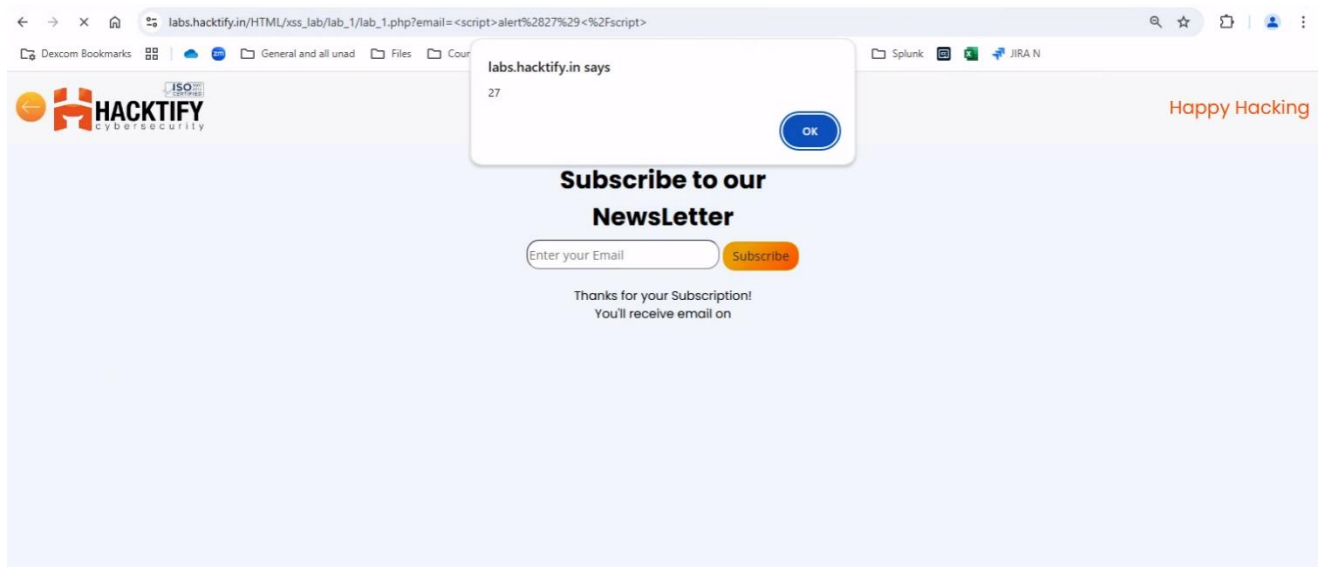 labs.hacktify.in/HTML/xss_lab/lab_1/lab_1.php?email=<script>alert%2827%29<%2Fscript>
Dexcom Bookmarks General and all unad Files Cour Splunk JIRA N
labs.hacktify.in says
27
OK
ISO
CERTIFIED
HACKTIFY
cybersecurity
Happy Hacking
Subscribe to our
NewsLetter
Enter your Email Subscribe
Thanks for your Subscription!
You'll receive email on